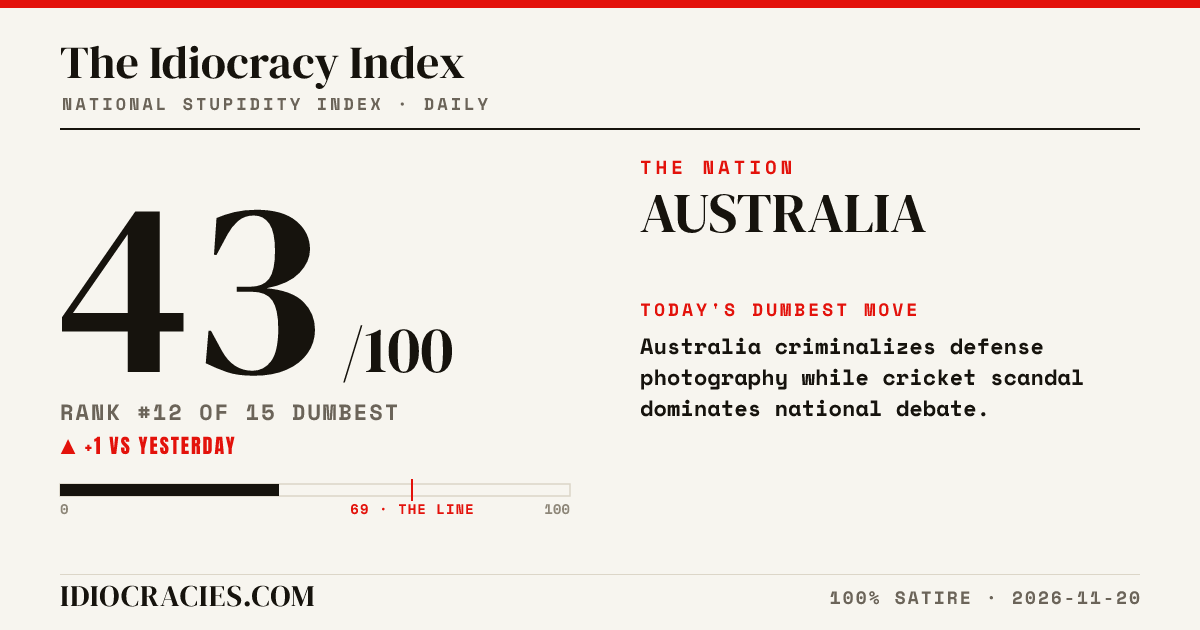 The Idiocracy Index
NATIONAL STUPIDITY INDEX · DAILY
43 /100
RANK #12 OF 15 DUMBEST
▲ +1 VS YESTERDAY
0
69 · THE LINE
100
THE NATION
AUSTRALIA
TODAY'S DUMBEST MOVE
Australia criminalizes defense
photography while cricket scandal
dominates national debate.
IDIOCRACIES.COM
100% SATIRE · 2026-11-20